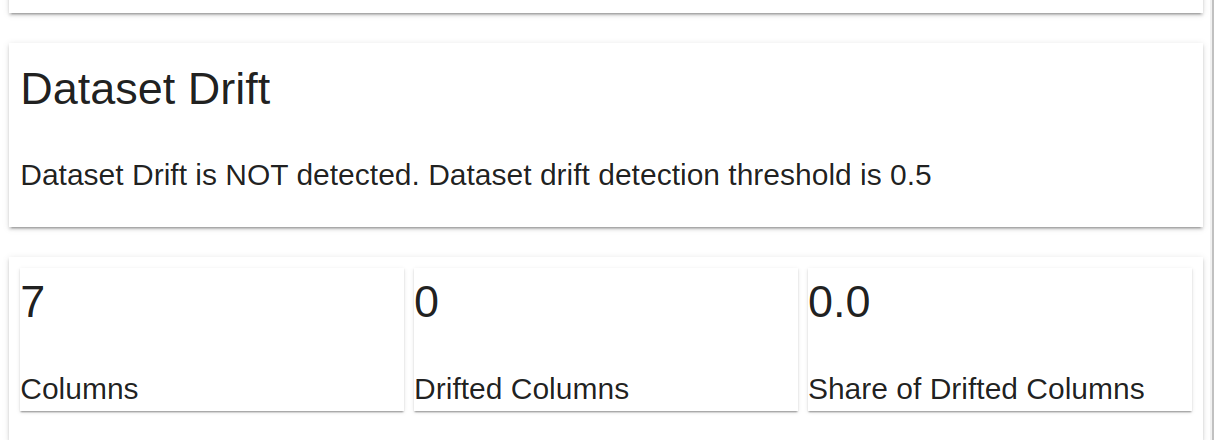 Dataset Drift
Dataset Drift is NOT detected. Dataset drift detection threshold is 0.5
7
Columns
0
Drifted Columns
0.0
Share of Drifted Columns